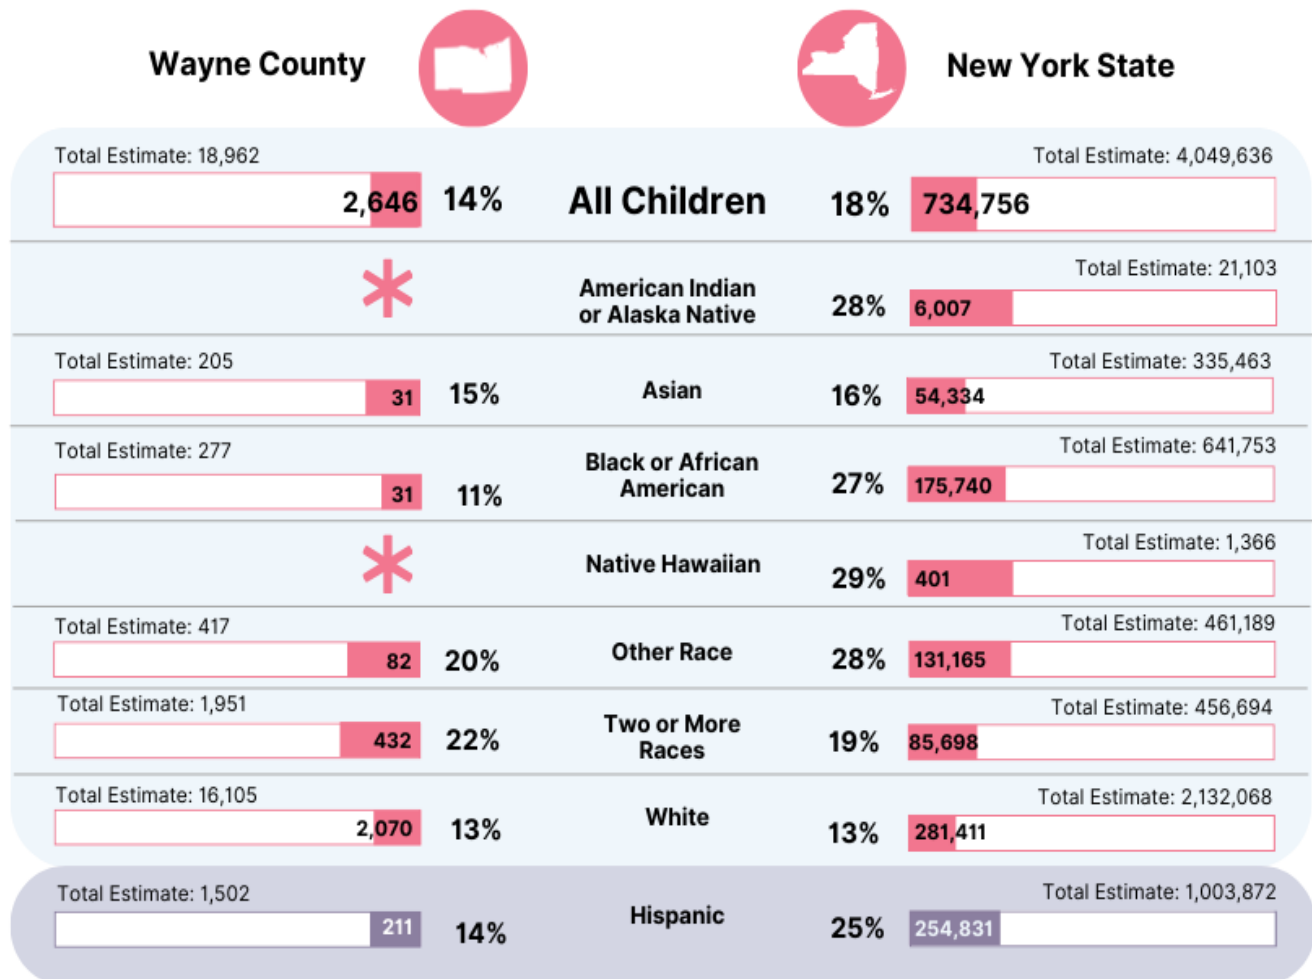 Wayne County
New York State
Total Estimate: 18,962
2,646
14%
All Children
18%
Total Estimate: 4,049,636
734,756
*
American Indian
or Alaska Native
28%
Total Estimate: 21,103
6,007
Total Estimate: 205
31
15%
Asian
16%
Total Estimate: 335,463
54,334
Total Estimate: 277
31
11%
Black or African
American
27%
Total Estimate: 641,753
175,740
*
Native Hawaiian
29%
Total Estimate: 1,366
401
Total Estimate: 417
82
20%
Other Race
28%
Total Estimate: 461,189
131,165
Total Estimate: 1,951
432
22%
Two or More
Races
19%
Total Estimate: 456,694
85,698
Total Estimate: 16,105
2,070
13%
White
13%
Total Estimate: 2,132,068
281,411
Total Estimate: 1,502
211
14%
Hispanic
25%
Total Estimate: 1,003,872
254,831